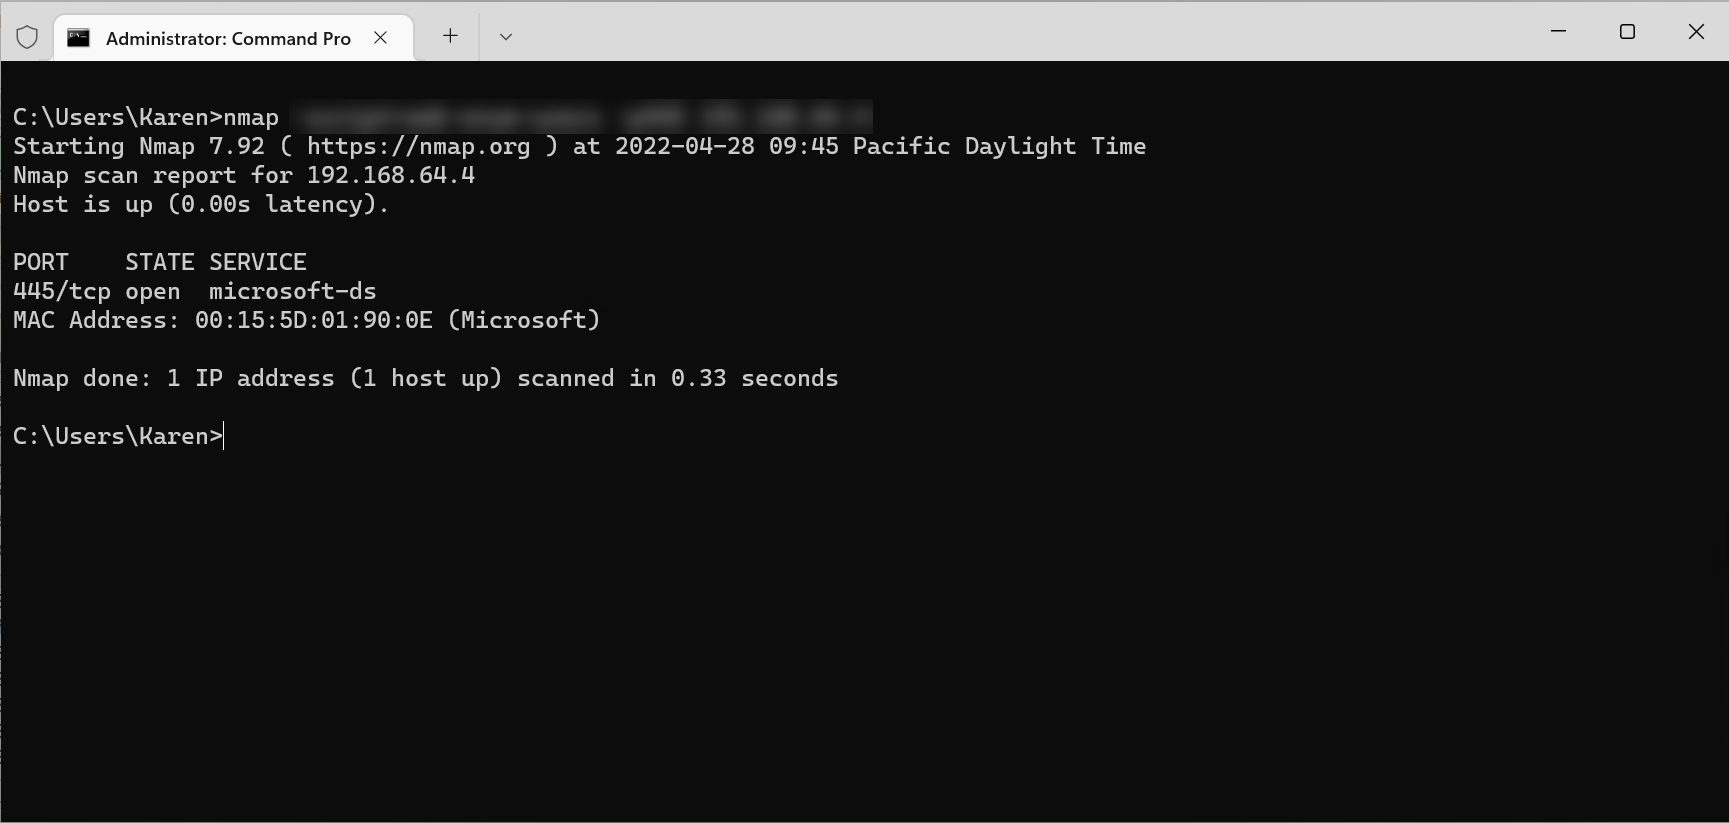 Administrator: Command Pro
C:\Users\Karen>nmap
Starting Nmap 7.92 ( https://nmap.org ) at 2022-04-28 09:45 Pacific Daylight Time
Nmap scan report for 192.168.64.4
Host is up (0.00s latency).
PORT    STATE SERVICE
445/tcp open  microsoft-ds
MAC Address: 00:15:5D:01:90:0E (Microsoft)
Nmap done: 1 IP address (1 host up) scanned in 0.33 seconds
C:\Users\Karen>